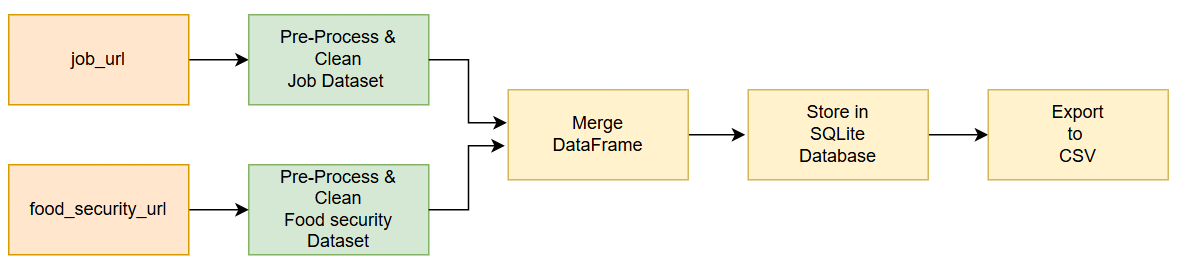 job_url
Pre-Process &
Clean
Job Dataset
food_security_url
Pre-Process &
Clean
Food security
Dataset
Merge
DataFrame
Store in
SQLite
Database
Export
to
CSV